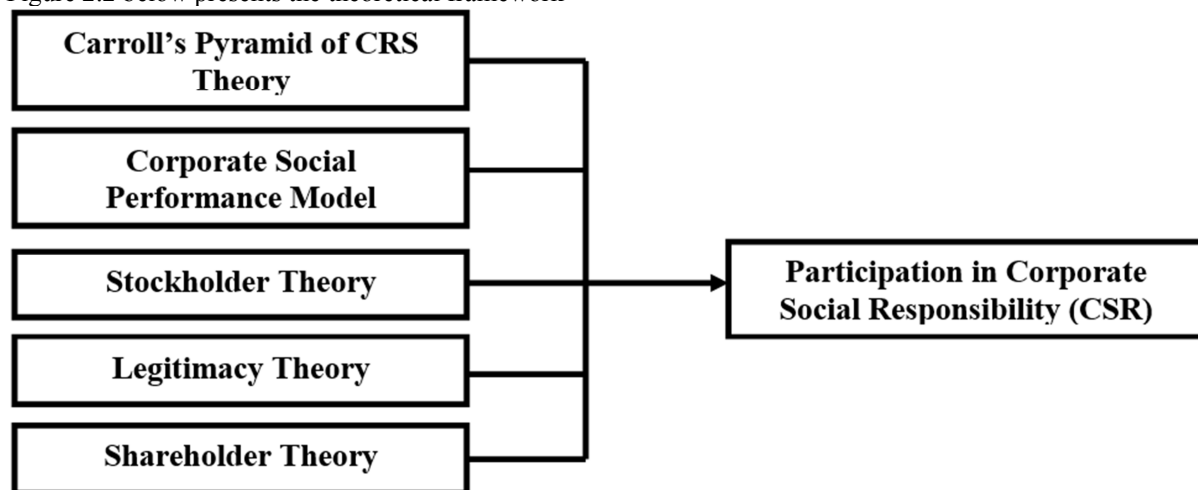 Figure 2.2 below presents the theoretical framework
Carroll’s Pyramid of CRS
Theory
Corporate Social
Performance Model
Stockholder Theory
Legitimacy Theory
Shareholder Theory
Participation in Corporate
Social Responsibility (CSR)